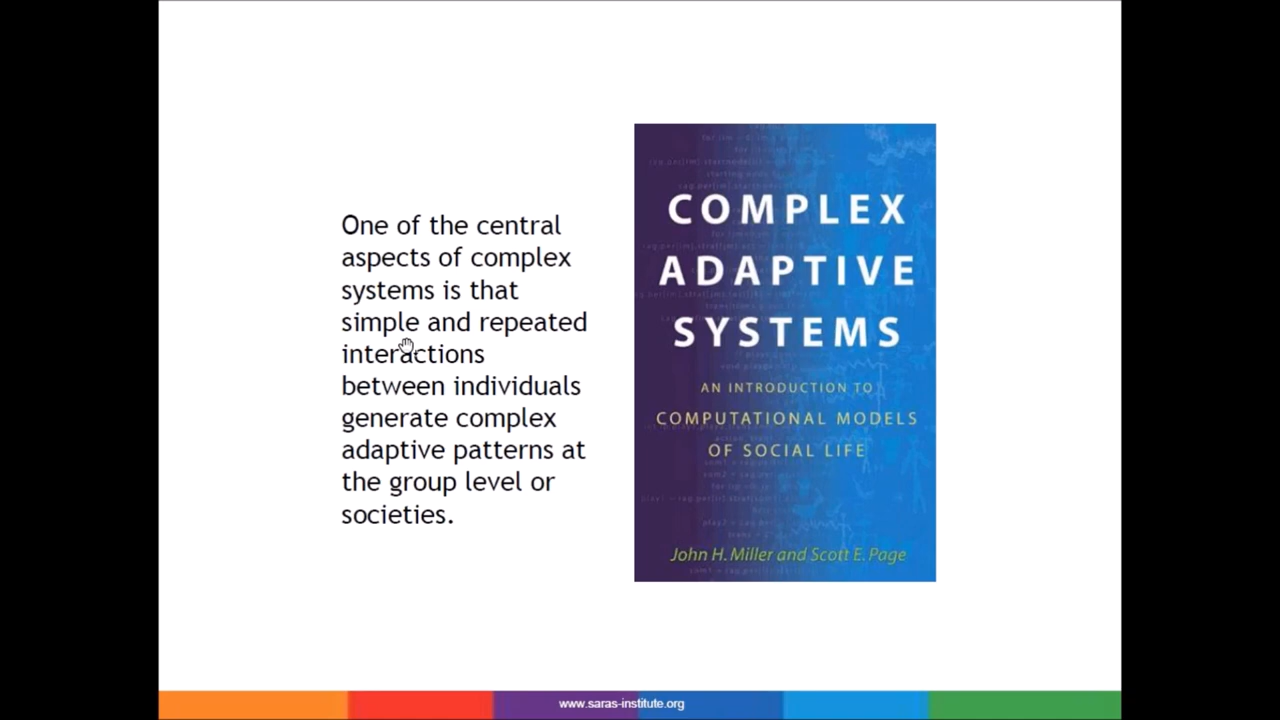 One of the central
aspects of complex
systems is that
simple and repeated
interactions
between individuals
generate complex
adaptive patterns at
the group level or
societies.
COMPLEX
ADAPTIVE
SYSTEMS
AN INTRODUCTION TO
COMPUTATIONAL MODELS
OF SOCIAL LIFE
John H. Miller and Scott E. Page
www.saras-institute.org